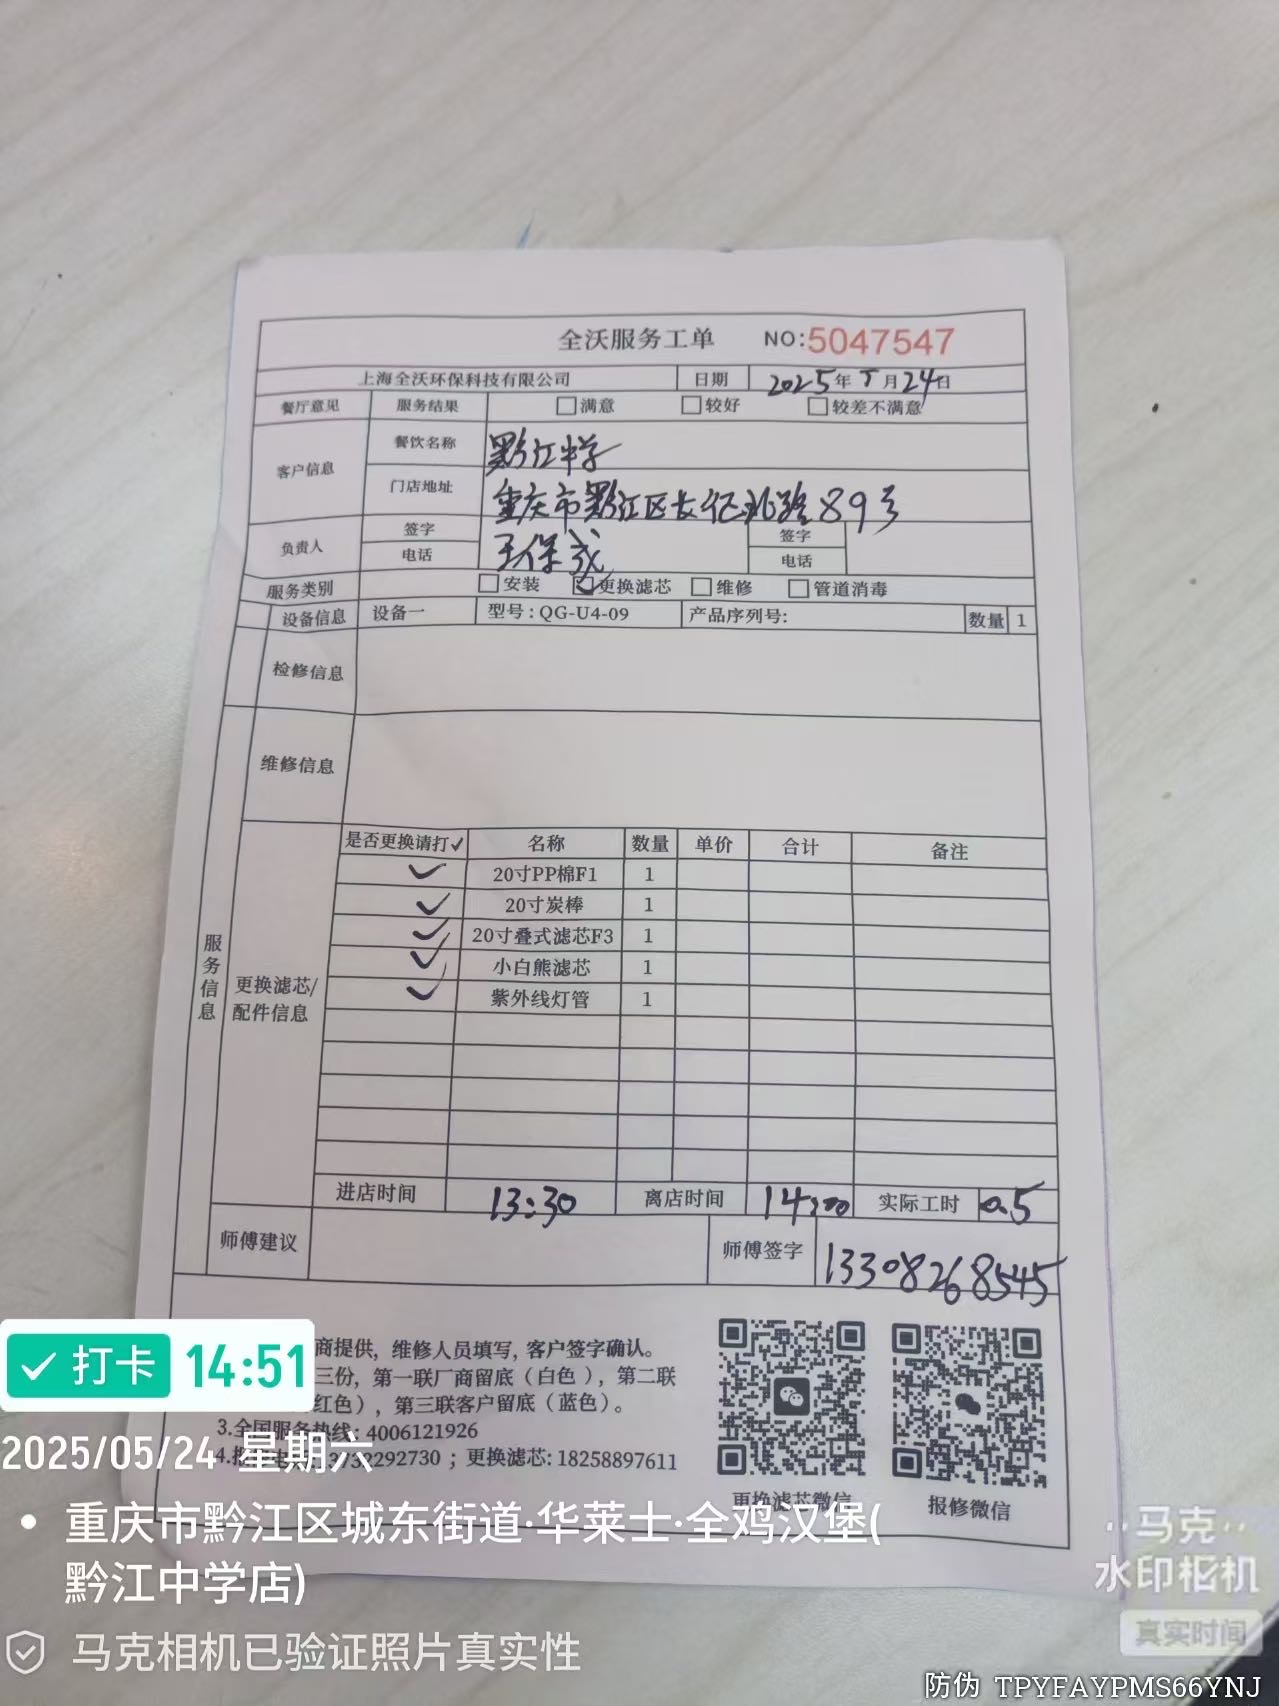 全沃服务工单 NO:5047547
上海全沃环保科技有限公司 日期 2025年5月24日
餐厅意见 服务结果 满意 较好 较差不满意
客户信息 餐饮名称 黔江中学
门店地址 重庆市黔江区长征北路89号
负责人 签字 签字
电话 电话
服务类别 安装 更换滤芯 维修 管道消毒
设备信息 设备一 型号:QG-U4-09 产品序列号: 数量 1
检修信息
维修信息
服务信息
更换滤芯/
配件信息
是否更换请打✓ 名称 数量 单价 合计 备注
✓ 20寸PP棉F1 1
✓ 20寸炭棒 1
✓ 20寸叠式滤芯F3 1
✓ 小白熊滤芯 1
✓ 紫外线灯管 1
进店时间 13:30 离店时间 14:00 实际工时 0.5
师傅建议 师傅签字 13308268545
商提供, 维修人员填写, 客户签字确认。
三份, 第一联厂商留底(白色), 第二联
红色), 第三联客户留底(蓝色)。
3.全国服务热线: 4006121926
4.报 3732292730 ; 更换滤芯: 18258897611
更换滤芯微信 报修微信
打卡 14:51
2025/05/24 星期六
重庆市黔江区城东街道·华莱士·全鸡汉堡(
黔江中学店)
马克相机已验证照片真实性
马克
水印相机
真实时间
防伪 TPYFAYPMS66YNJ